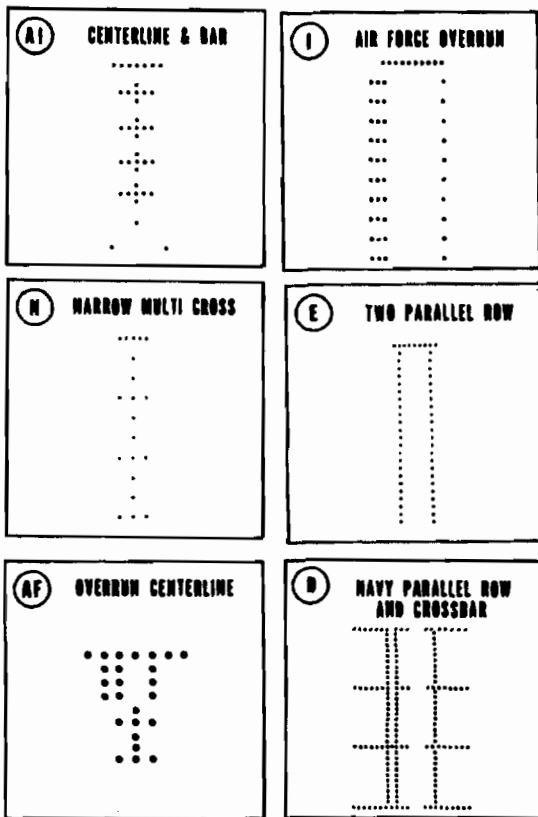 A1 CENTERLINE & BAR
I AIR FORCE OVERRUN
N NARROW MULTI CROSS
E TWO PARALLEL ROW
AF OVERRUN CENTERLINE
D NAVY PARALLEL ROW
AND CROSSBAR